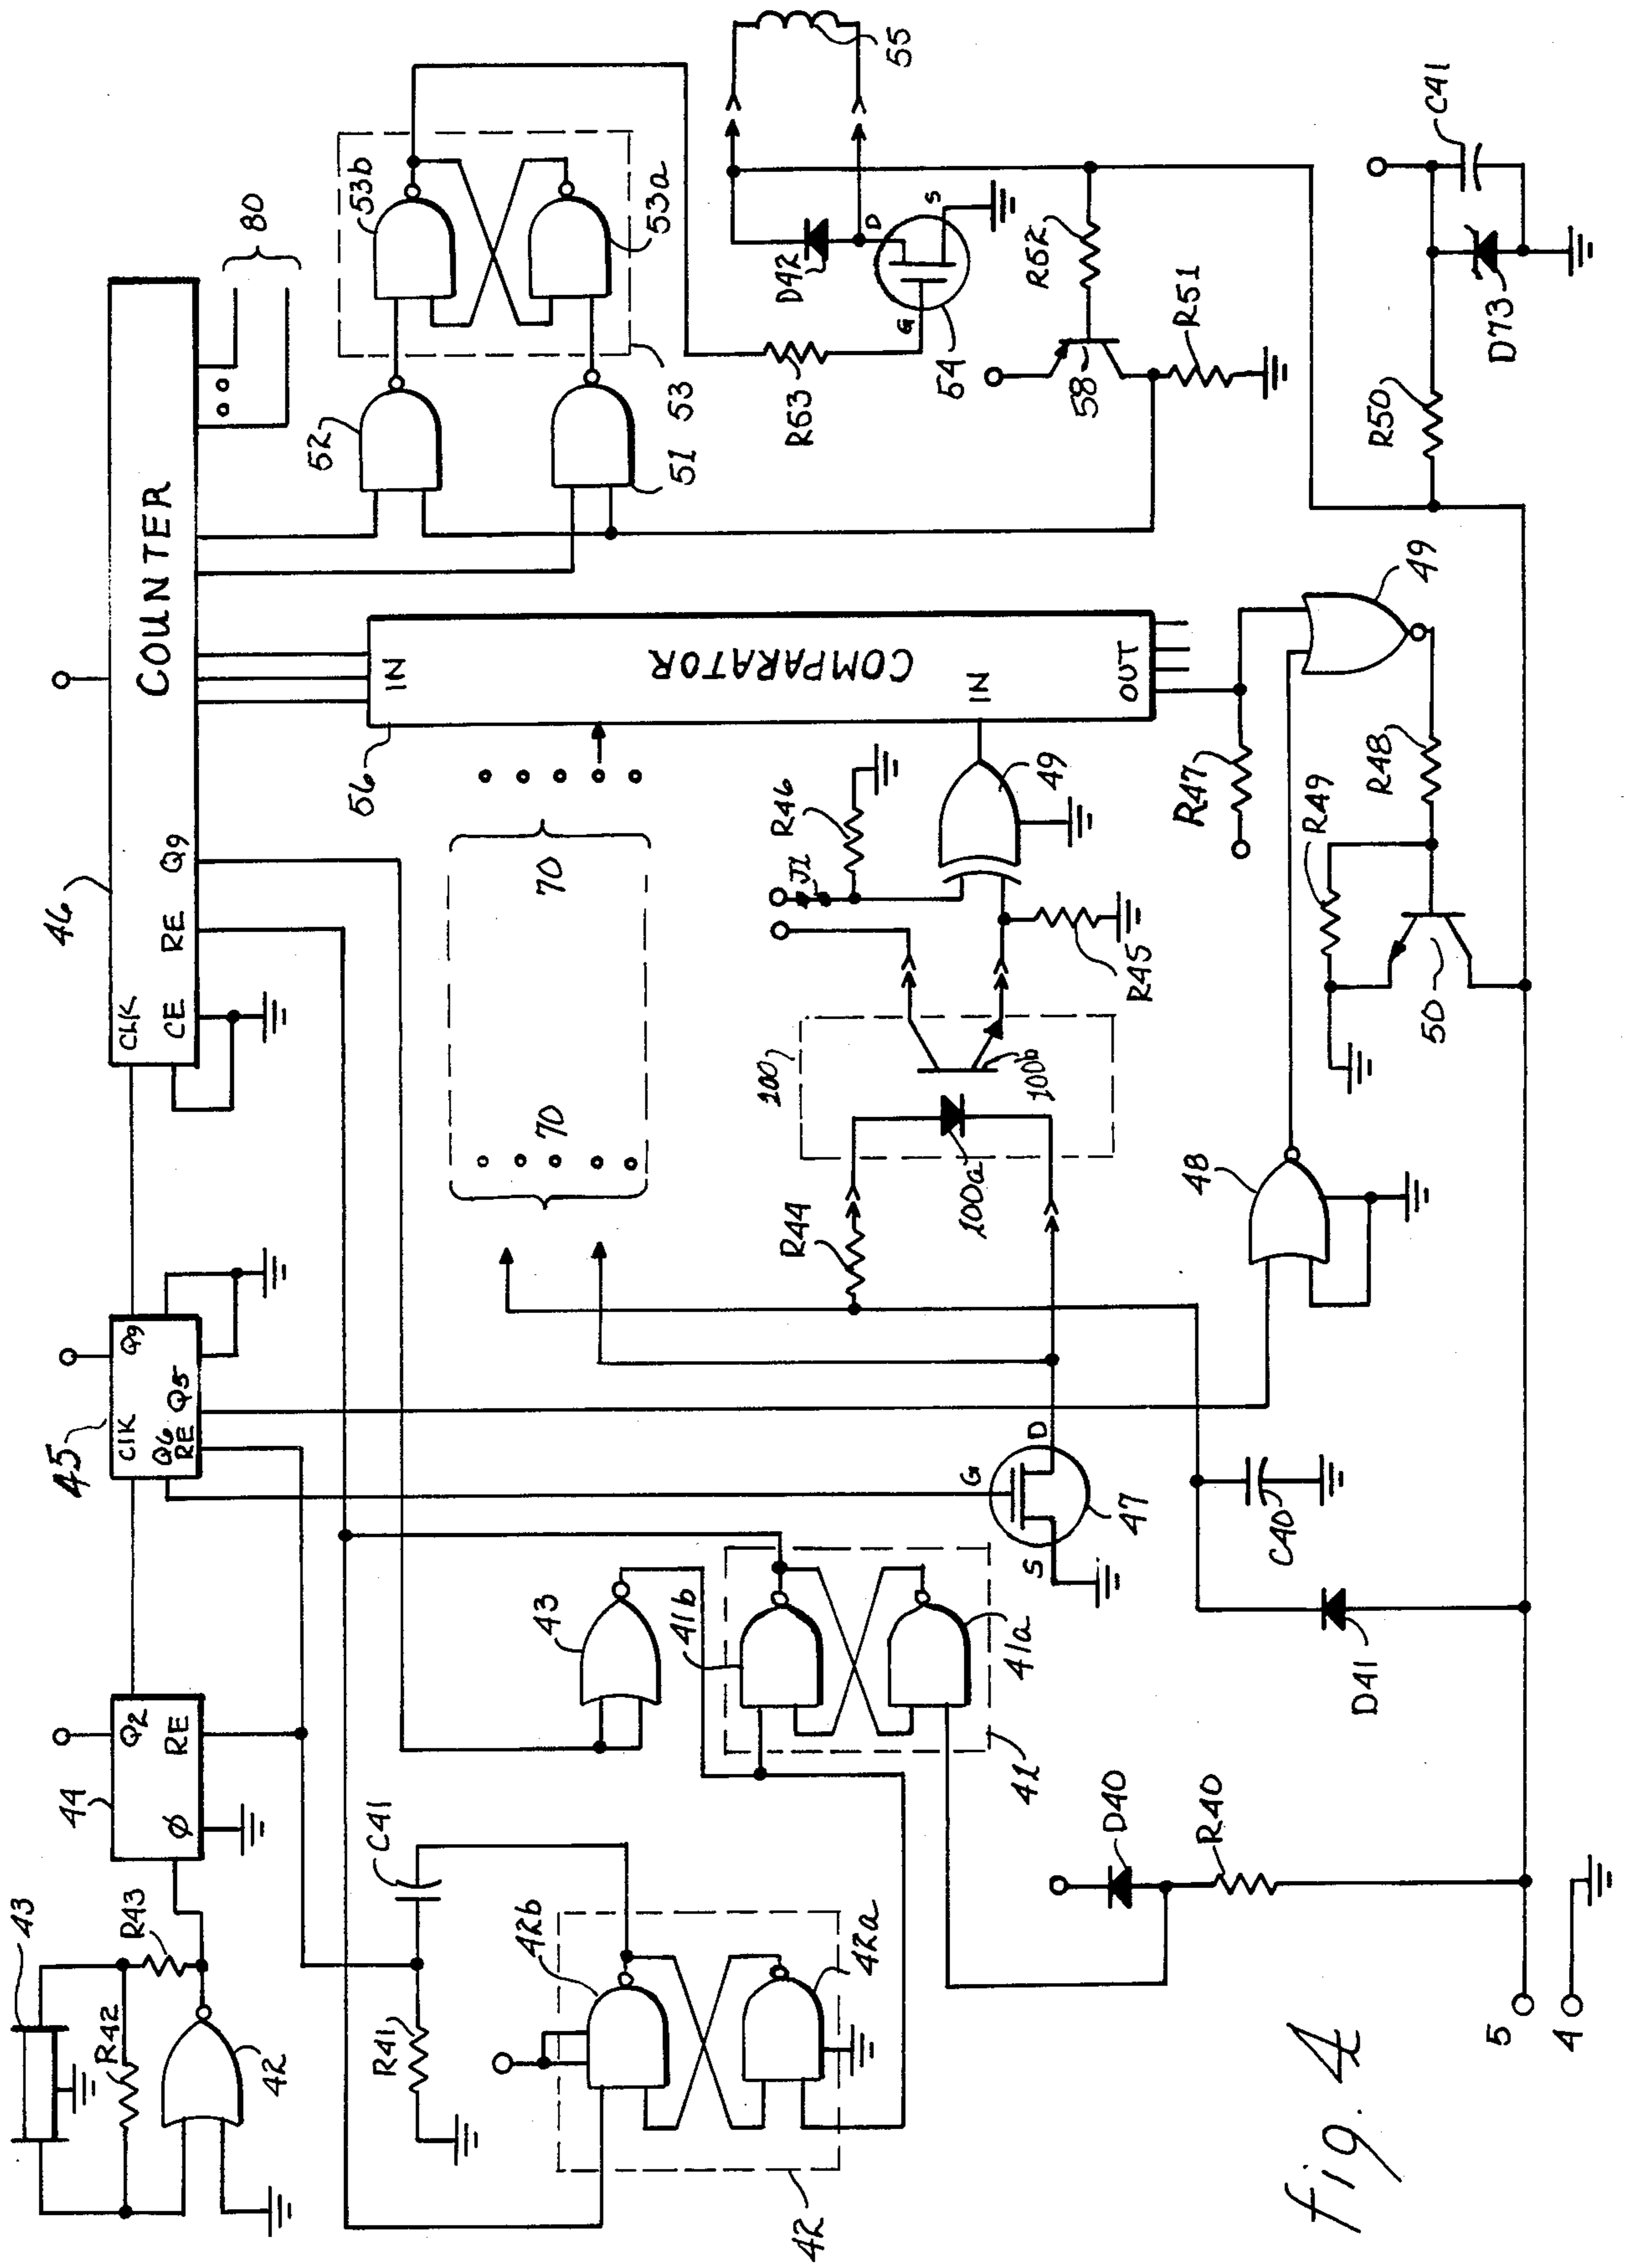 43
R42
R43
42
44
Q2
RE
Ø
45
Q9
CLK
Q5
Q6
RE
46
COUNTER
CLK
CE
RE
Q9
80
R41
C41
42b
42a
42
43
41b
41a
41
D40
R40
5
4
G
D
S
47
C40
D41
70
70
R44
100
100a
100b
R45
R46
J1
49
56
IN
COMPARATOR
IN
OUT
R47
48
49
R48
R49
50
52
51
53
53b
53a
R53
D42
D
G
S
54
55
R52
58
R51
R50
D73
C41
fig. 4